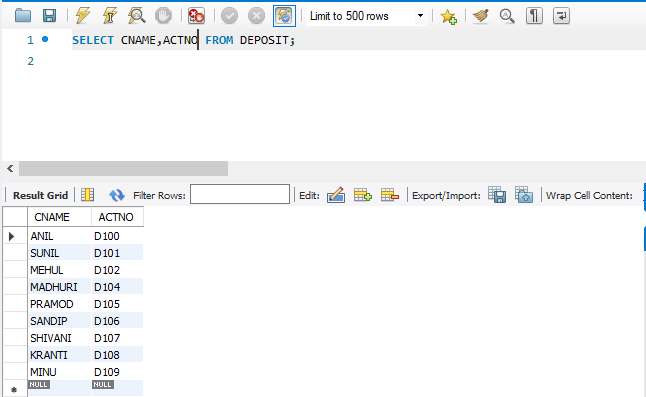 Limit to 500 rows
1 SELECT CNAME,ACTNO FROM DEPOSIT;
2
Result Grid Filter Rows: Edit: Export/Import: Wrap Cell Content:
CNAME ACTNO
ANIL D100
SUNIL D101
MEHUL D102
MADHURI D104
PRAMOD D105
SANDIP D106
SHIVANI D107
KRANTI D108
MINU D109
NULL NULL